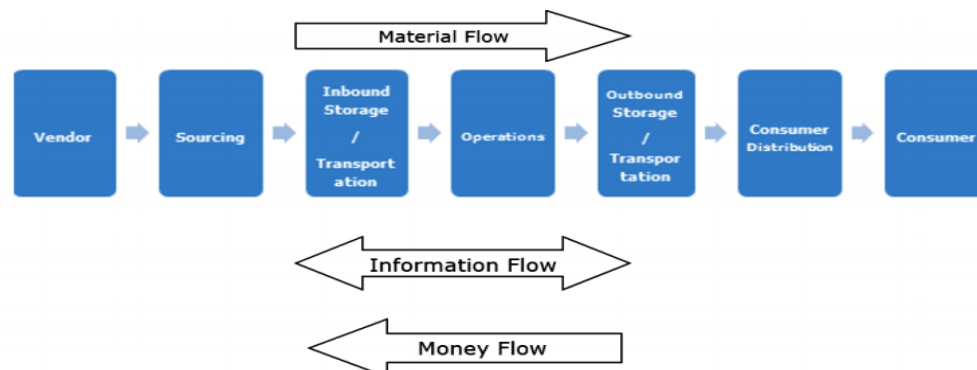 Material Flow
Vendor
Sourcing
Inbound
Storage
/
Transport
ation
Operations
Outbound
Storage
/
Transpor
tation
Consumer
Distribution
Consumer
Information Flow
Money Flow